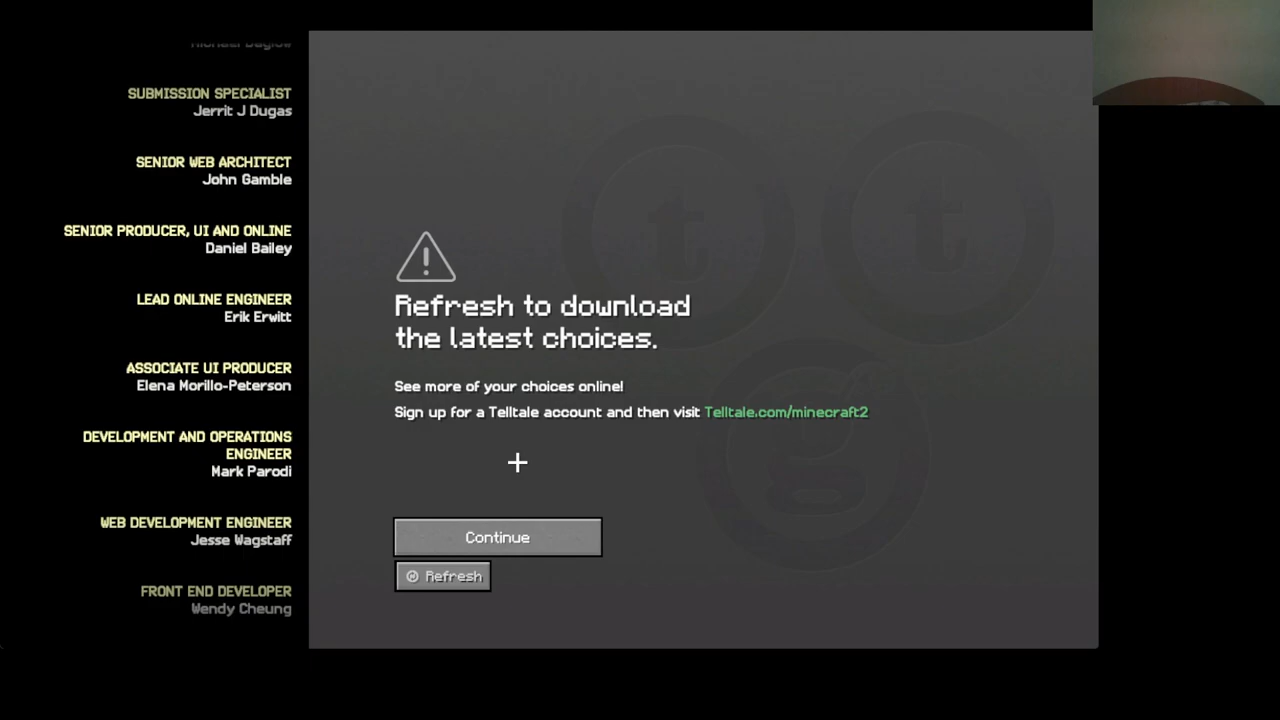 SUBMISSION SPECIALIST
Jerrit J Dugas
SENIOR WEB ARCHITECT
John Gamble
SENIOR PRODUCER, UI AND ONLINE
Daniel Bailey
LEAD ONLINE ENGINEER
Erik Erwitt
ASSOCIATE UI PRODUCER
Elena Morillo-Peterson
DEVELOPMENT AND OPERATIONS
ENGINEER
Mark Parodi
WEB DEVELOPMENT ENGINEER
Jesse Wagstaff
FRONT END DEVELOPER
Wendy Cheung
t t g
Refresh to download
the latest choices.
See more of your choices online!
Sign up for a Telltale account and then visit Telltale.com/minecraft2
Continue
Refresh